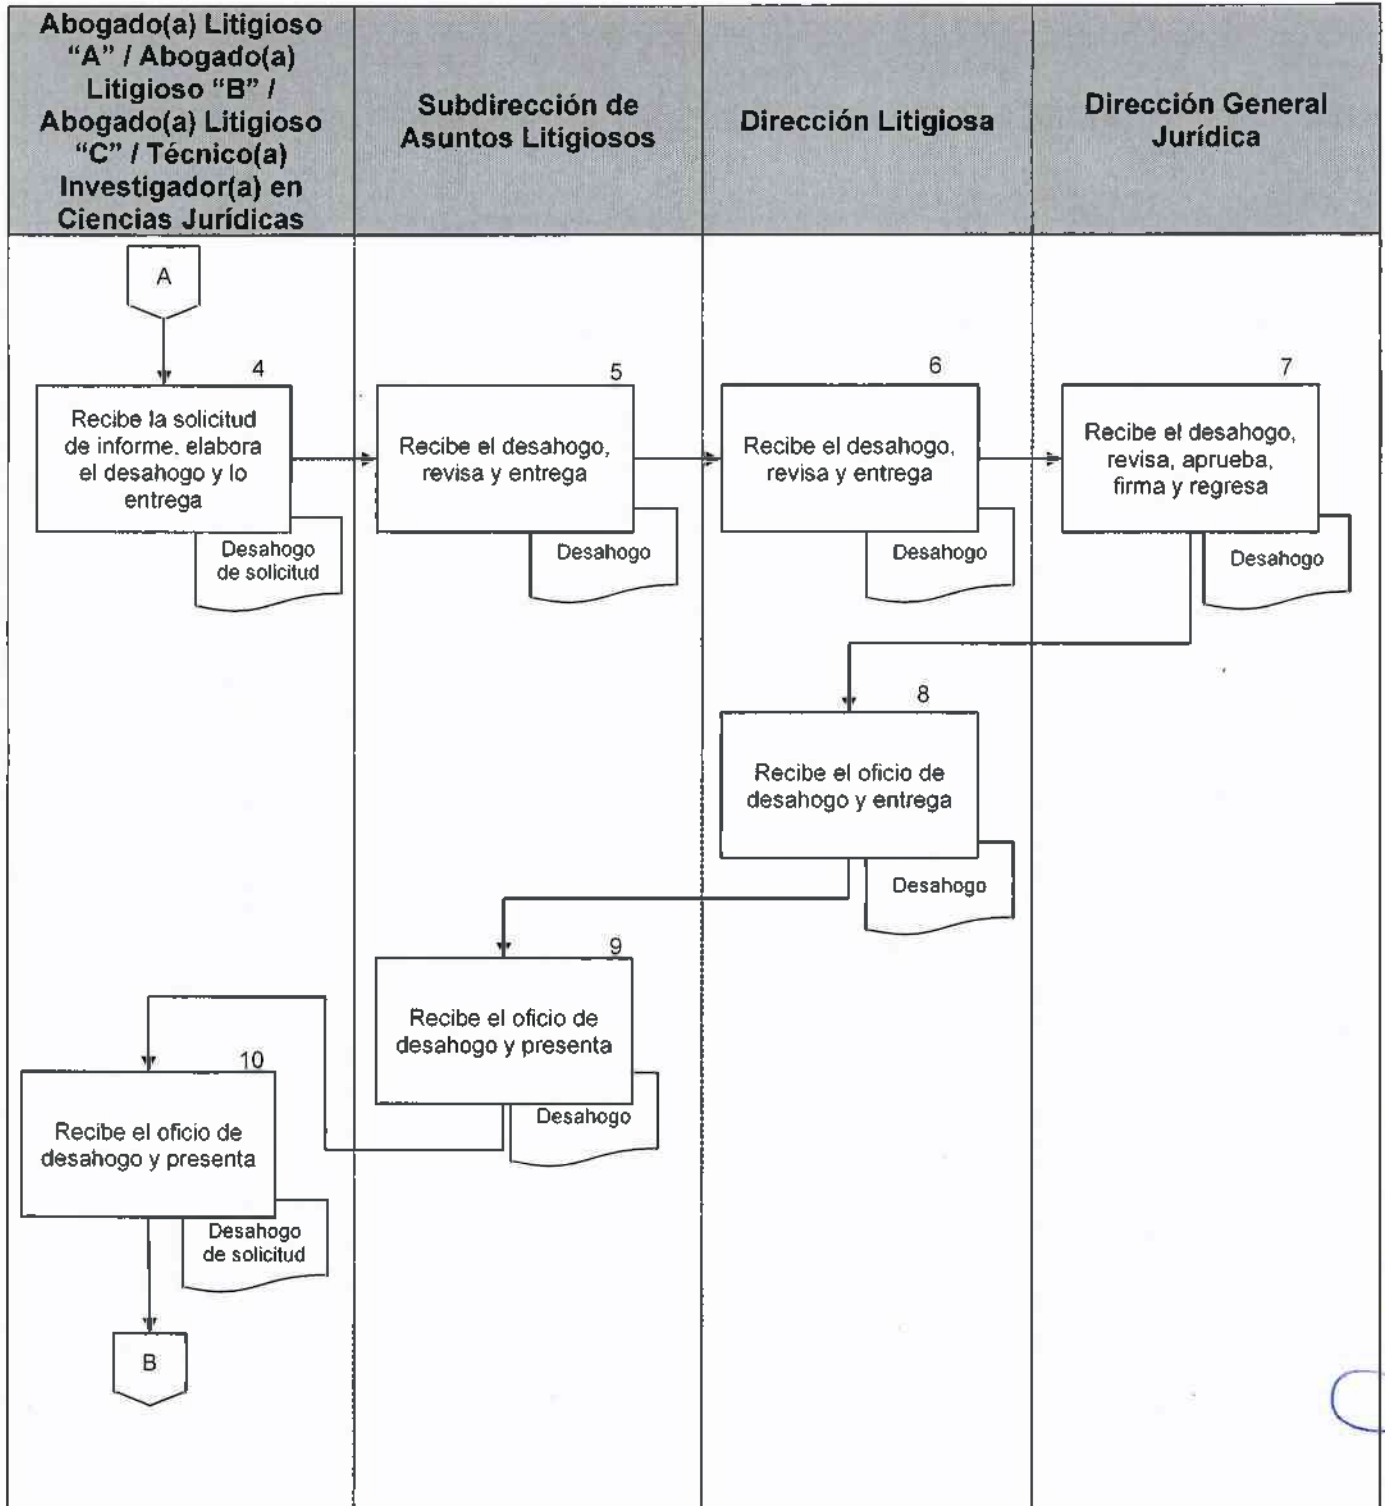 Abogado(a) Litigioso
“A” / Abogado(a)
Litigioso “B” /
Abogado(a) Litigioso
“C” / Técnico(a)
Investigador(a) en
Ciencias Jurídicas
Subdirección de
Asuntos Litigiosos
Dirección Litigiosa
Dirección General
Jurídica
A
4
Recibe la solicitud
de informe, elabora
el desahogo y lo
entrega
Desahogo
de solicitud
5
Recibe el desahogo,
revisa y entrega
Desahogo
6
Recibe el desahogo,
revisa y entrega
Desahogo
7
Recibe el desahogo,
revisa, aprueba,
firma y regresa
Desahogo
8
Recibe el oficio de
desahogo y entrega
Desahogo
9
Recibe el oficio de
desahogo y presenta
Desahogo
10
Recibe el oficio de
desahogo y presenta
Desahogo
de solicitud
B